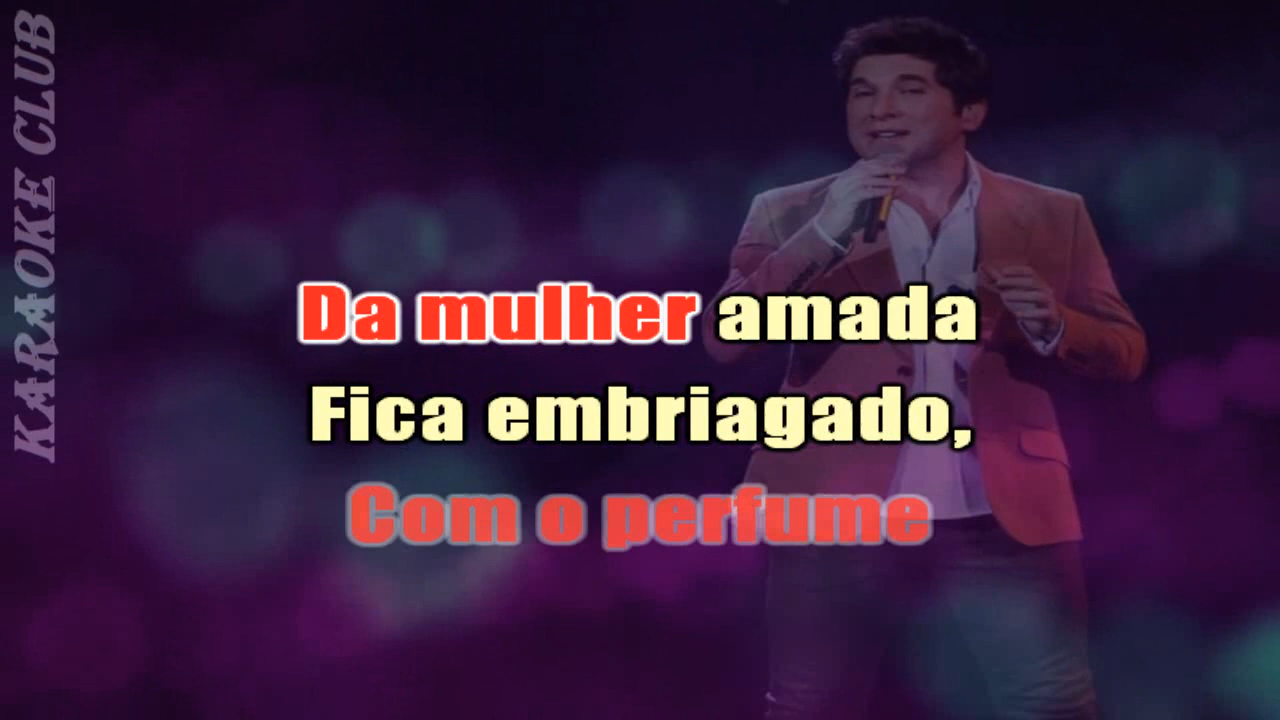 KARAOKE CLUB
Da mulher amada
Fica embriagado,
Com o perfume